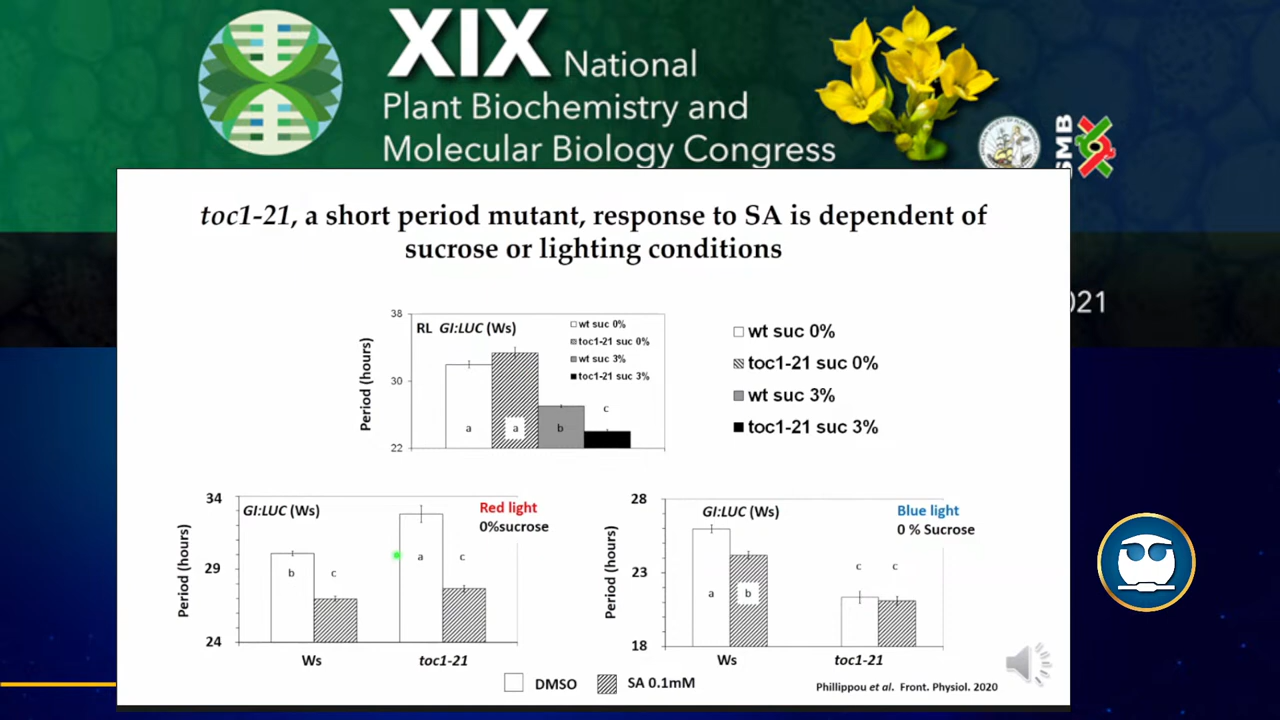 XIX National
Plant Biochemistry and
Molecular Biology Congress
SMB
021
toc1-21, a short period mutant, response to SA is dependent of
sucrose or lighting conditions
38
30
22
Period (hours)
RL GI:LUC (Ws)
wt suc 0%
toc1-21 suc 0%
wt suc 3%
toc1-21 suc 3%
a
a
b
c
wt suc 0%
toc1-21 suc 0%
wt suc 3%
toc1-21 suc 3%
34
29
24
Period (hours)
GI:LUC (Ws)
Red light
0%sucrose
b
c
a
c
Ws
toc1-21
28
23
18
Period (hours)
GI:LUC (Ws)
Blue light
0 % Sucrose
a
b
c
c
Ws
toc1-21
DMSO
SA 0.1mM
Phillippou et al. Front. Physiol. 2020